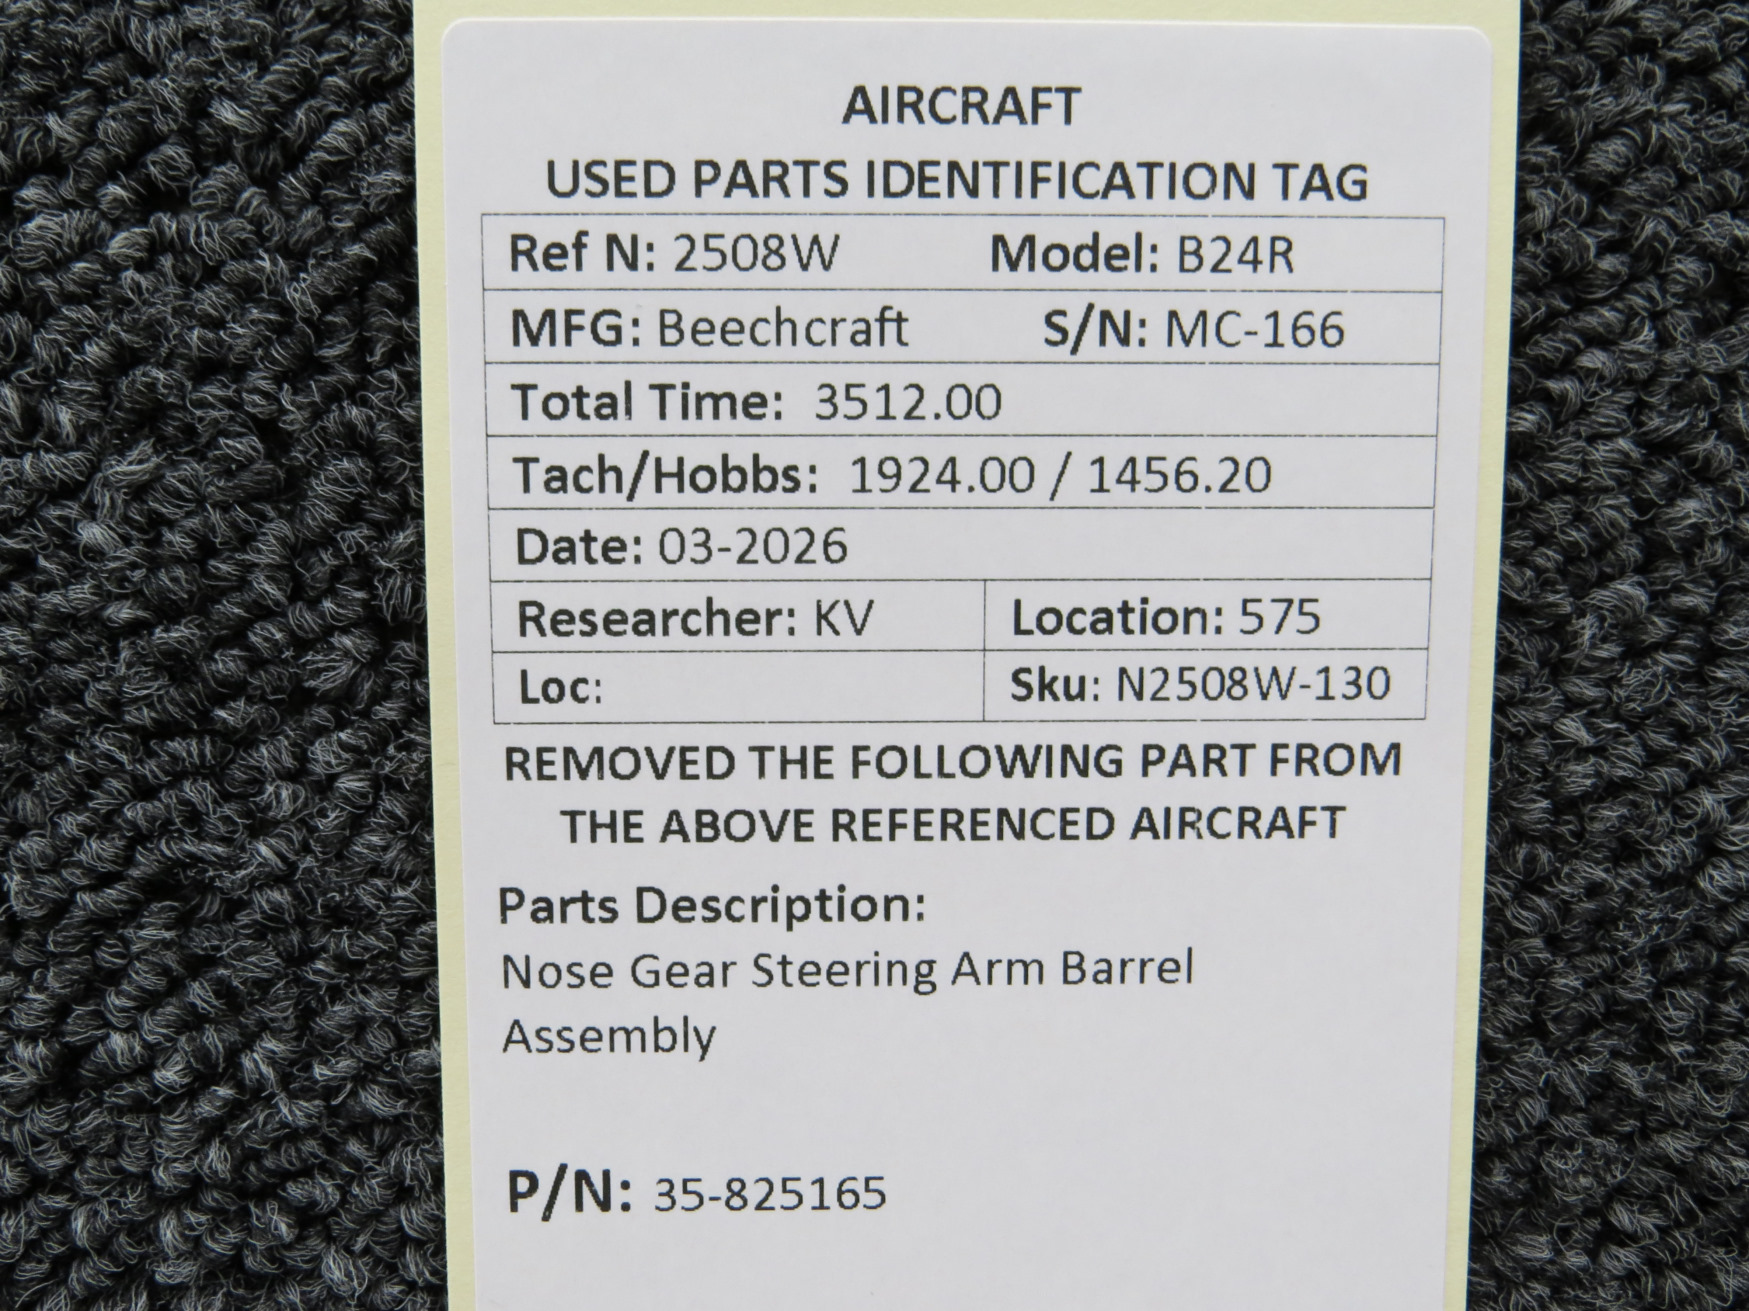 AIRCRAFT
USED PARTS IDENTIFICATION TAG
Ref N: 2508W Model: B24R
MFG: Beechcraft S/N: MC-166
Total Time: 3512.00
Tach/Hobbs: 1924.00 / 1456.20
Date: 03-2026
Researcher: KV Location: 575
Loc: Sku: N2508W-130
REMOVED THE FOLLOWING PART FROM
THE ABOVE REFERENCED AIRCRAFT
Parts Description:
Nose Gear Steering Arm Barrel
Assembly
P/N: 35-825165